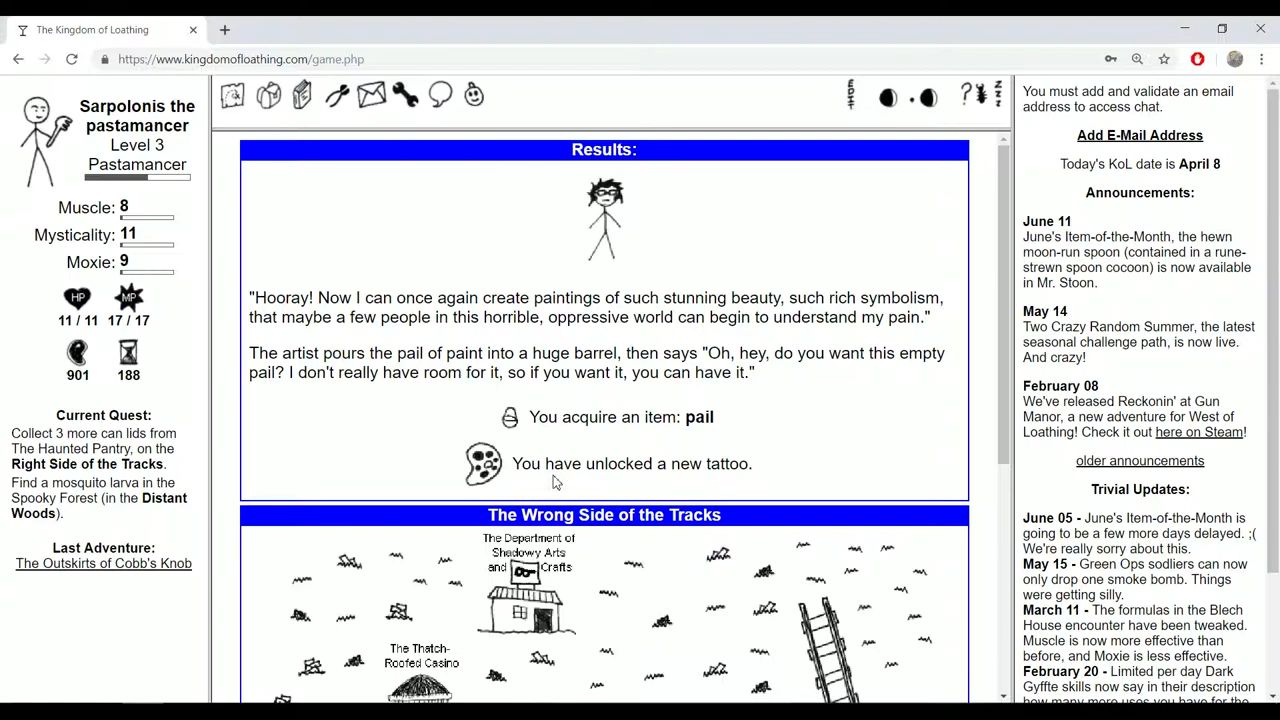 The Kingdom of Loathing
https://www.kingdomofloathing.com/game.php
Sarpolonis the
pastamancer
Level 3
Pastamancer
Muscle: 8
Mysticality: 11
Moxie: 9
HP
MP
11 / 11
17 / 17
901
188
Current Quest:
Collect 3 more can lids from
The Haunted Pantry, on the
Right Side of the Tracks.
Find a mosquito larva in the
Spooky Forest (in the Distant
Woods).
Last Adventure:
The Outskirts of Cobb's Knob
EDIT
?
ZZZ
Results:
"Hooray! Now I can once again create paintings of such stunning beauty, such rich symbolism,
that maybe a few people in this horrible, oppressive world can begin to understand my pain."
The artist pours the pail of paint into a huge barrel, then says "Oh, hey, do you want this empty
pail? I don't really have room for it, so if you want it, you can have it."
You acquire an item: pail
You have unlocked a new tattoo.
The Wrong Side of the Tracks
The Department of
Shadowy Arts
and Crafts
The Thatch-
Roofed Casino
You must add and validate an email
address to access chat.
Add E-Mail Address
Today's KoL date is April 8
Announcements:
June 11
June's Item-of-the-Month, the hewn
moon-run spoon (contained in a rune-
strewn spoon cocoon) is now available
in Mr. Stoon.
May 14
Two Crazy Random Summer, the latest
seasonal challenge path, is now live.
And crazy!
February 08
We've released Reckonin' at Gun
Manor, a new adventure for West of
Loathing! Check it out here on Steam!
older announcements
Trivial Updates:
June 05 - June's Item-of-the-Month is
going to be a few more days delayed. ;(
We're really sorry about this.
May 15 - Green Ops sodliers can now
only drop one smoke bomb. Things
were getting silly.
March 11 - The formulas in the Blech
House encounter have been tweaked.
Muscle is now more effective than
before, and Moxie is less effective.
February 20 - Limited per day Dark
Gyffte skills now say in their description
how many more uses you have for the